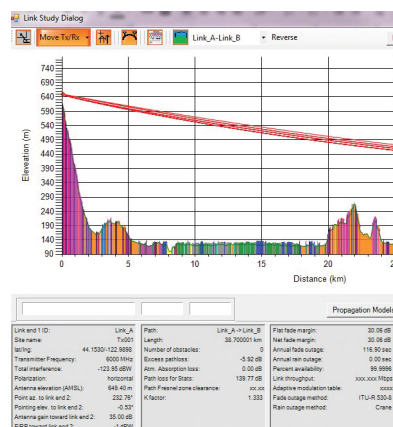 Link Study Dialog
Move Tx/Rx Link_A-Link_B Reverse
Elevation (m)
740
690
640
590
540
490
440
390
340
290
240
190
140
90
0 5 10 15 20
Distance (km)
Propagation Models
Link end 1 ID: Link_A Path: Link_A -> Link_B Flat fade margin: 30.06 dB
Site name: Tx001 Length: 38.700001 km Net fade margin: 30.06 dB
lat/lng: 44.1530/-122.9898 Number of obstacles: 0 Annual fade outage: 116.90 sec
Transmitter Frequency: 6000 MHz Excess pathloss: -5.92 dB Annual rain outage: 0.00 sec
Total interference: -123.95 dBW Atm. Absorption loss: 0.00 dB Percent availability: 99.9996
Polarization: horizontal Path loss for Stats: 139.77 dB Link throughput: xxx.xxx Mbps
Antenna elevation (AMSL): 649.40 m Path Fresnel zone clearance: xx.xx Adaptive modulation table: xxxx
Point az. to link end 2: 232.76° K factor: 1.333 Fade outage method: ITU-R 530-8
Pointing elev. to link end 2: -0.53° Rain outage method: Crane
Antenna gain toward link end 2: 35.00 dB
EIRP toward link end 2: -1 dBW